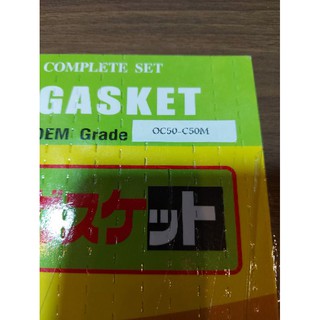 COMPLETE SET
GASKET
OEM Grade OC50-C50M
スケット